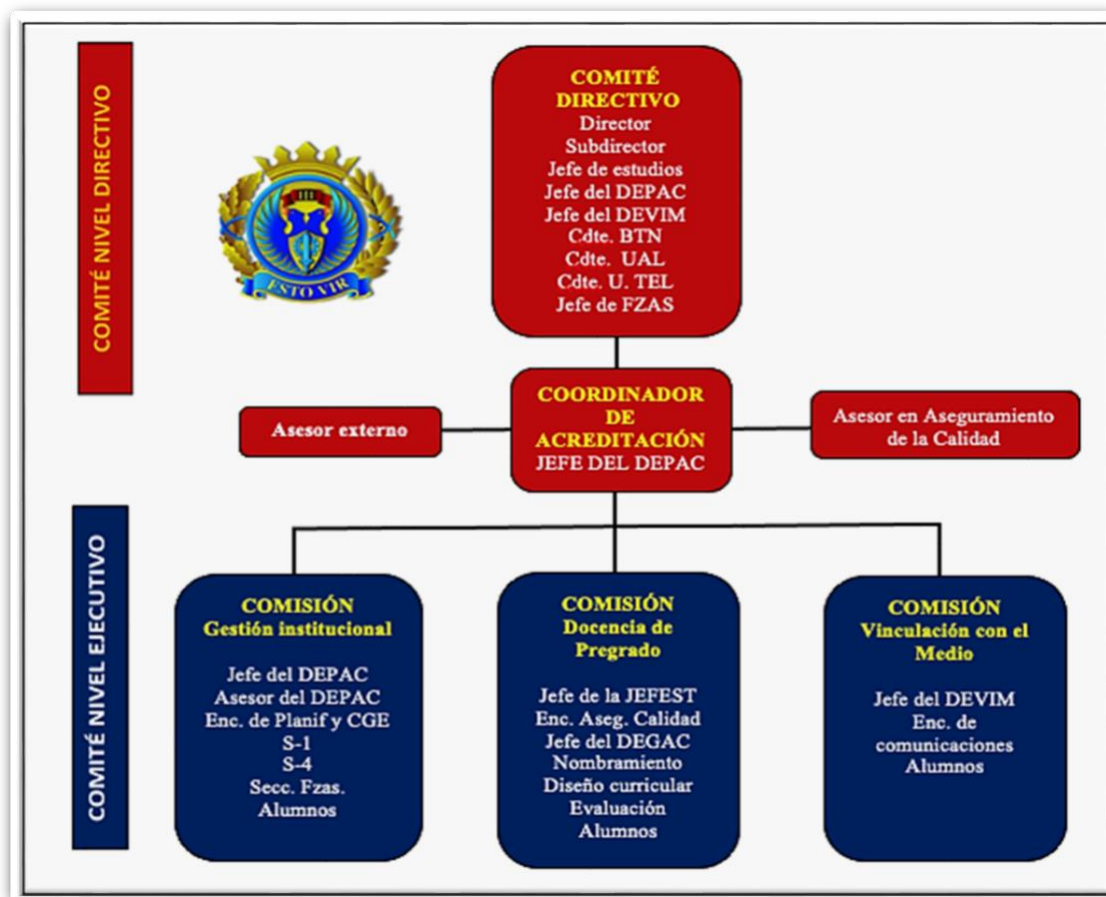 COMITÉ NIVEL DIRECTIVO
COMITÉ
DIRECTIVO
Director
Subdirector
Jefe de estudios
Jefe del DEPAC
Jefe del DEVIM
Cdte. BTN
Cdte. UAL
Cdte. U. TEL
Jefe de FZAS
III
ESTO VIR
Asesor externo
COORDINADOR
DE
ACREDITACIÓN
JEFE DEL DEPAC
Asesor en Aseguramiento
de la Calidad
COMITÉ NIVEL EJECUTIVO
COMISIÓN
Gestión institucional
Jefe del DEPAC
Asesor del DEPAC
Enc. de Planif y CGE
S-1
S-4
Secc. Fzas.
Alumnos
COMISIÓN
Docencia de
Pregrado
Jefe de la JEFEST
Enc. Aseg. Calidad
Jefe del DEGAC
Nombramiento
Diseño curricular
Evaluación
Alumnos
COMISIÓN
Vinculación con el
Medio
Jefe del DEVIM
Enc. de
comunicaciones
Alumnos